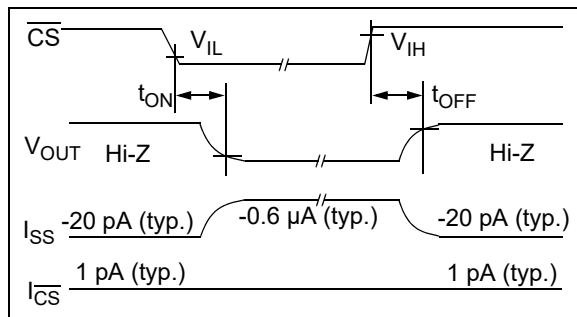 CS V_IL V_IH
t_ON t_OFF
V_OUT Hi-Z Hi-Z
I_SS -20 pA (typ.) -0.6 µA (typ.) -20 pA (typ.)
1 pA (typ.) 1 pA (typ.)
I_CS